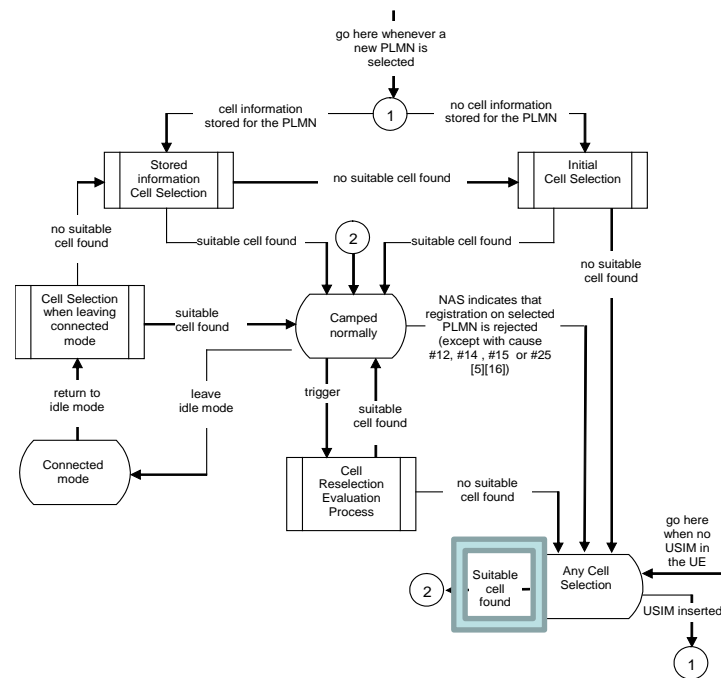 go here whenever a
new PLMN is
selected
cell information
stored for the PLMN
1
no cell information
stored for the PLMN
Stored
information
Cell Selection
no suitable cell found
Initial
Cell Selection
no suitable
cell found
suitable cell found
2
suitable cell found
no suitable
cell found
Cell Selection
when leaving
connected
mode
suitable
cell found
Camped
normally
NAS indicates that
registration on selected
PLMN is rejected
(except with cause
#12, #14 , #15 or #25
[5][16])
return to
idle mode
leave
idle mode
trigger
suitable
cell found
Connected
mode
Cell
Reselection
Evaluation
Process
no suitable
cell found
go here
when no
USIM in
the UE
2
Suitable
cell
found
Any Cell
Selection
USIM inserted
1